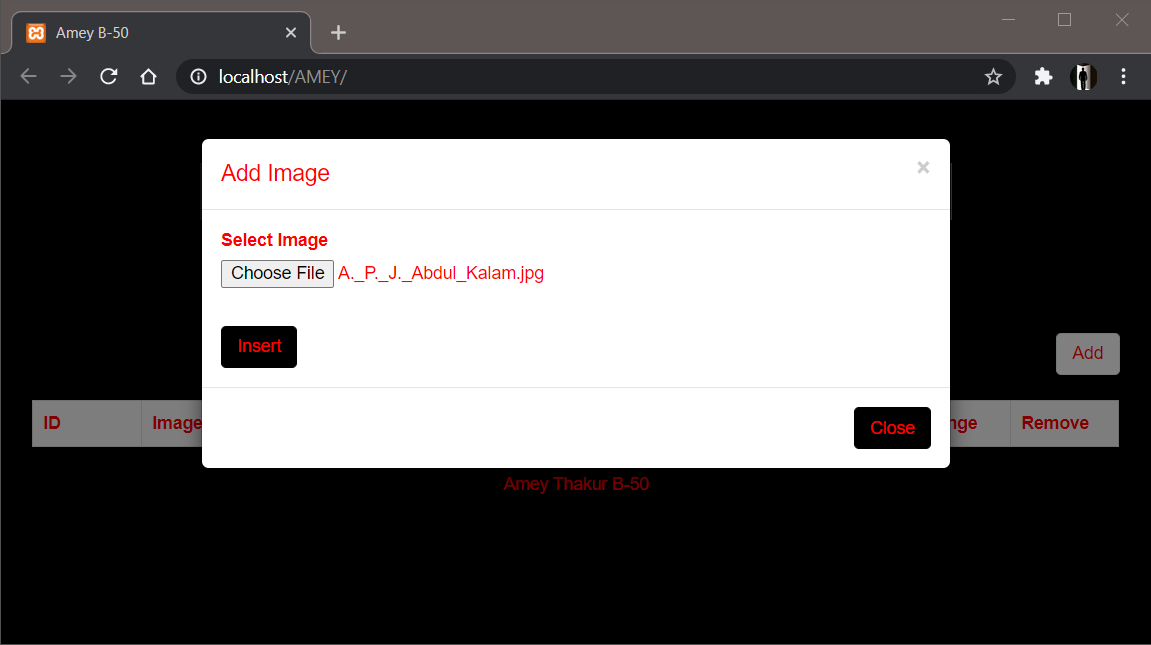 Amey B-50
localhost/AMEY/
Add Image
×
Select Image
Choose File A._P._J._Abdul_Kalam.jpg
Insert
Add
ID Image nge Remove
Close
Amey Thakur B-50